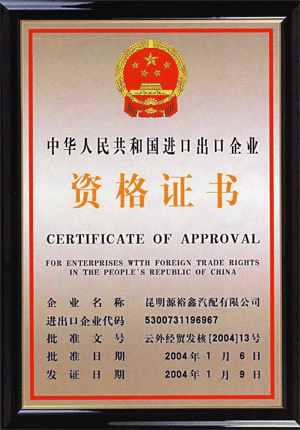 中华人民共和国进口出口企业
资格证书
CERTIFICATE OF APPROVAL
FOR ENTERPRISES WTTH FOREIGN TRADE RIGHTS
IN THE PEOPLE'S REPUBLIC OF CHINA
企业名称 昆明源裕鑫汽配有限公司
进出口企业代码 5300731196967
批准文号 云外经贸发核[2004]13号
批准日期 2004年1月6日
发证日期 2004年1月9日